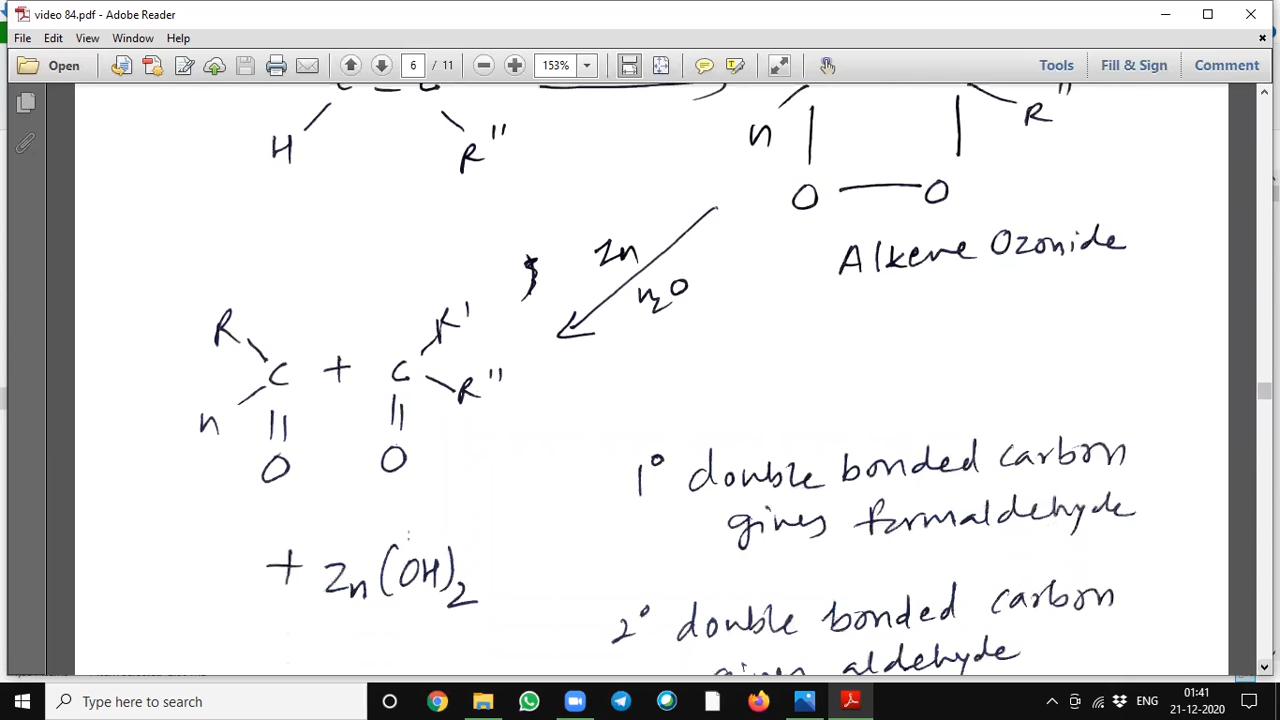 video 84.pdf - Adobe Reader
File Edit View Window Help
Open 6 / 11 153% Tools Fill & Sign Comment
H R"
n R"
O O
Alkene Ozonide
Zn
H2O
R R'
C + C
n R"
O O
1° double bonded carbon
gives formaldehyde
+ Zn(OH)2
2° double bonded carbon
gives aldehyde
Type here to search
ENG 01:41
21-12-2020